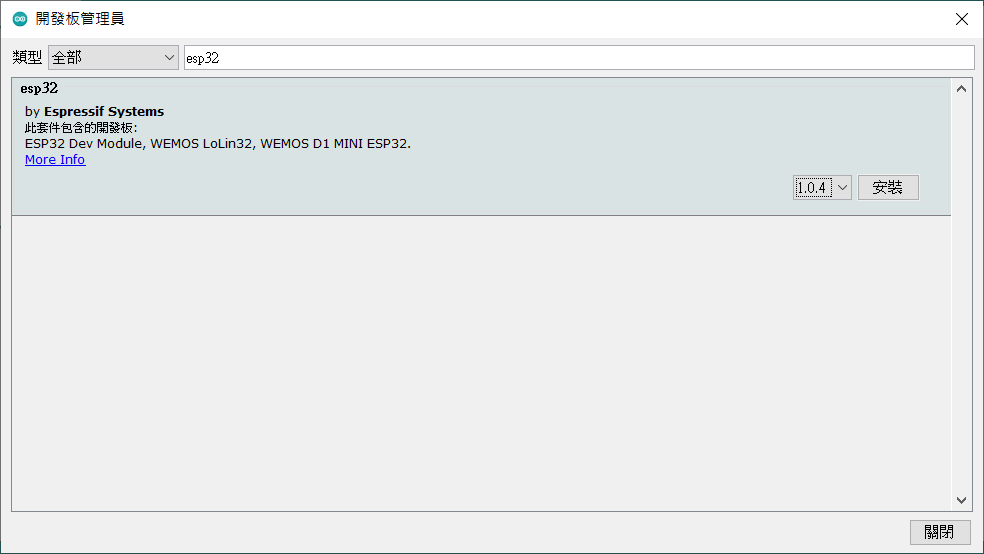 開發板管理員
類型 全部 esp32
esp32
by Espressif Systems
此套件包含的開發板:
ESP32 Dev Module, WEMOS LoLin32, WEMOS D1 MINI ESP32.
More Info
1.0.4 安裝
關閉